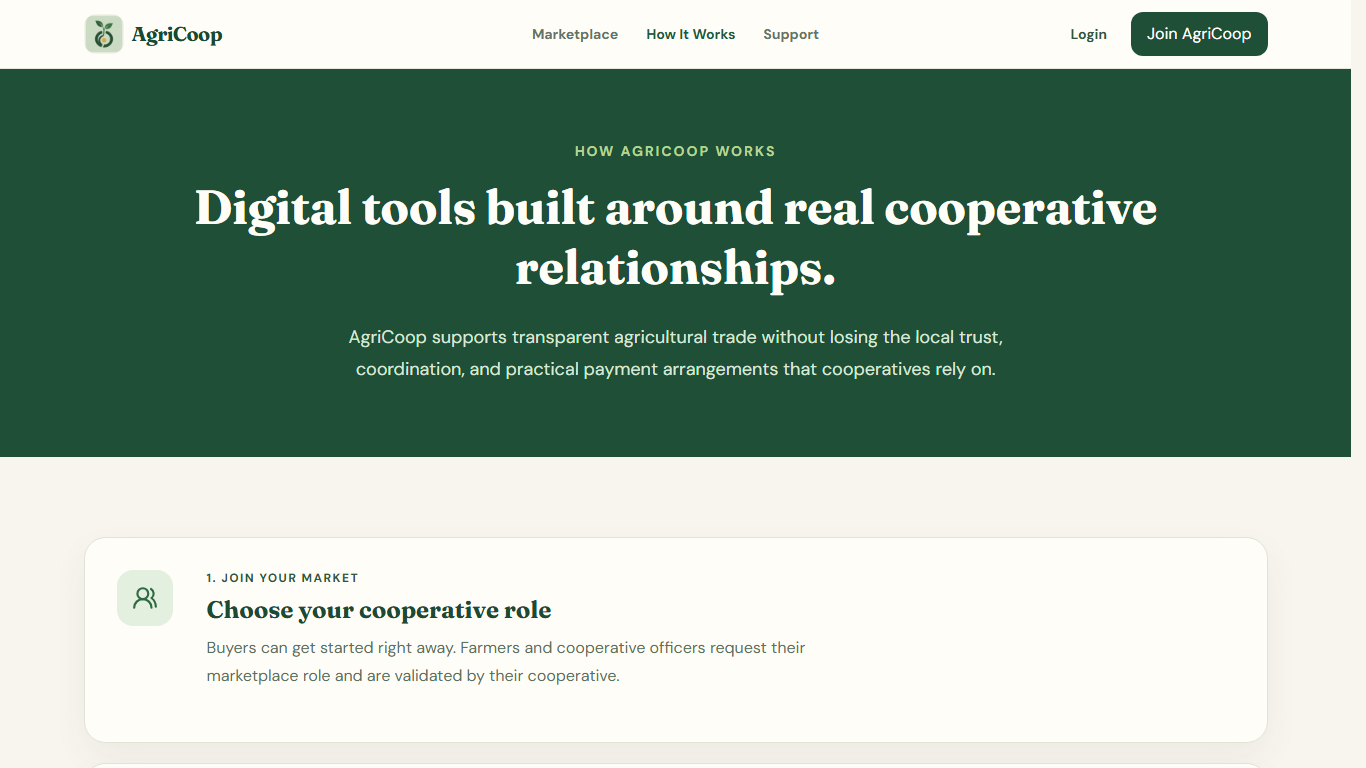 AgriCoop
Marketplace
How It Works
Support
Login
Join AgriCoop
HOW AGRICOOP WORKS
Digital tools built around real cooperative
relationships.
AgriCoop supports transparent agricultural trade without losing the local trust,
coordination, and practical payment arrangements that cooperatives rely on.
1. JOIN YOUR MARKET
Choose your cooperative role
Buyers can get started right away. Farmers and cooperative officers request their
marketplace role and are validated by their cooperative.